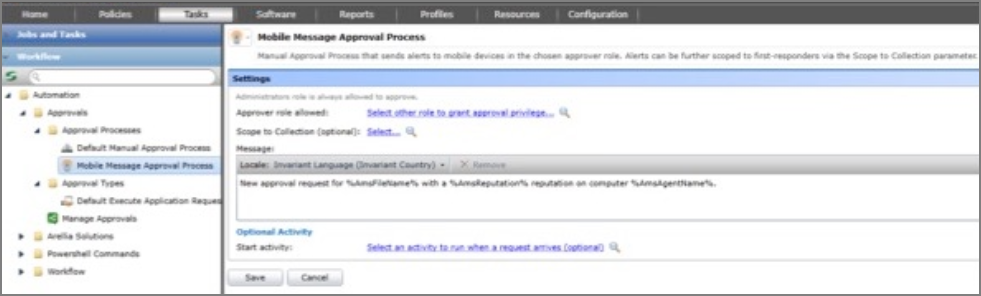 Home Policies Tasks Software Reports Profiles Resources Configuration
Jobs and Tasks
Workflow
Automation
Approvals
Approval Processes
Default Manual Approval Process
Mobile Message Approval Process
Approval Types
Default Execute Application Reques
Manage Approvals
Arellia Solutions
Powershell Commands
Workflow
Mobile Message Approval Process
Manual Approval Process that sends alerts to mobile devices in the chosen approver role. Alerts can be further scoped to first-responders via the Scope to Collection parameter.
Settings
Administrators role is always allowed to approve.
Approver role allowed: Select other role to grant approval privilege...
Scope to Collection (optional): Select...
Message:
Locale: Invariant Language (Invariant Country) Remove
New approval request for %AmsFileName% with a %AmsReputation% reputation on computer %AmsAgentName%.
Optional Activity
Start activity: Select an activity to run when a request arrives (optional)
Save Cancel